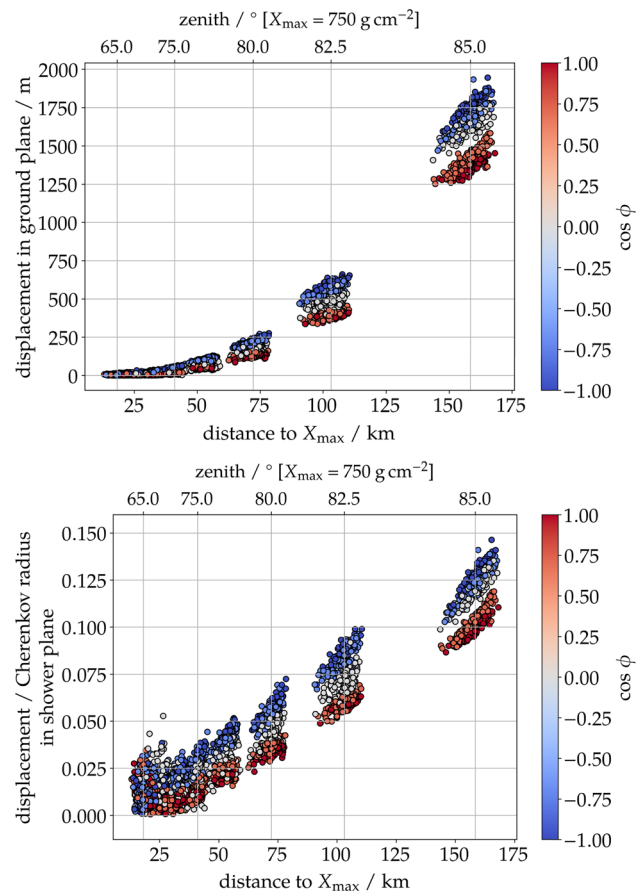 zenith / ° [Xmax = 750 g cm−2]
65.0 75.0 80.0 82.5 85.0
2000
1750
1500
1250
1000
750
500
250
0
displacement in ground plane / m
25 50 75 100 125 150 175
distance to Xmax / km
1.00
0.75
0.50
0.25
0.00
−0.25
−0.50
−0.75
−1.00
cos ϕ
zenith / ° [Xmax = 750 g cm−2]
65.0 75.0 80.0 82.5 85.0
0.150
0.125
0.100
0.075
0.050
0.025
0.000
displacement / Cherenkov radius
in shower plane
25 50 75 100 125 150 175
distance to Xmax / km
1.00
0.75
0.50
0.25
0.00
−0.25
−0.50
−0.75
−1.00
cos ϕ